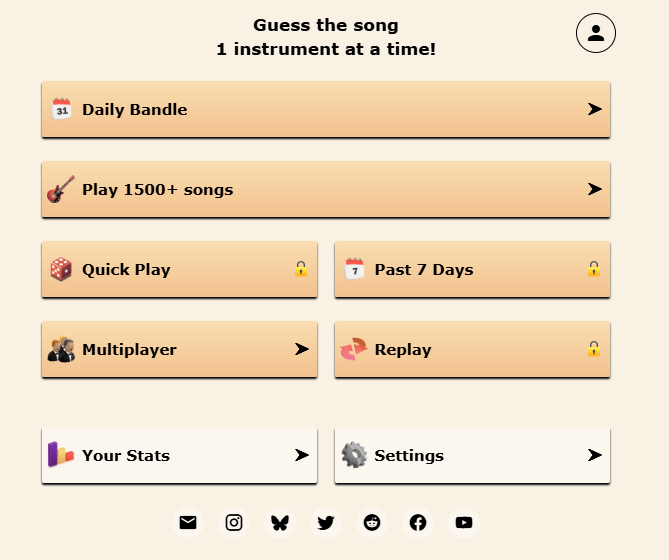 Guess the song
1 instrument at a time!
31 Daily Bandle
Play 1500+ songs
Quick Play
7 Past 7 Days
Multiplayer
Replay
Your Stats
Settings